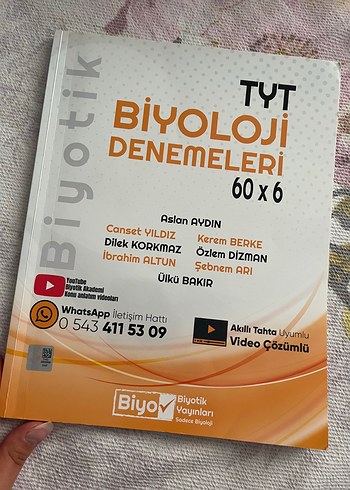 Biyotik
TYT
BİYOLOJİ
DENEMELERİ
60 x 6
Aslan AYDIN
Canset YILDIZ Kerem BERKE
Dilek KORKMAZ Özlem DİZMAN
İbrahim ALTUN Şebnem ARI
Ülkü BAKIR
YouTube
Biyotik Akademi
Konu anlatım videoları
WhatsApp İletişim Hattı
0 543 411 53 09
Akıllı Tahta Uyumlu
Video Çözümlü
Biyo
Biyotik
Yayınları
Sadece Biyoloji